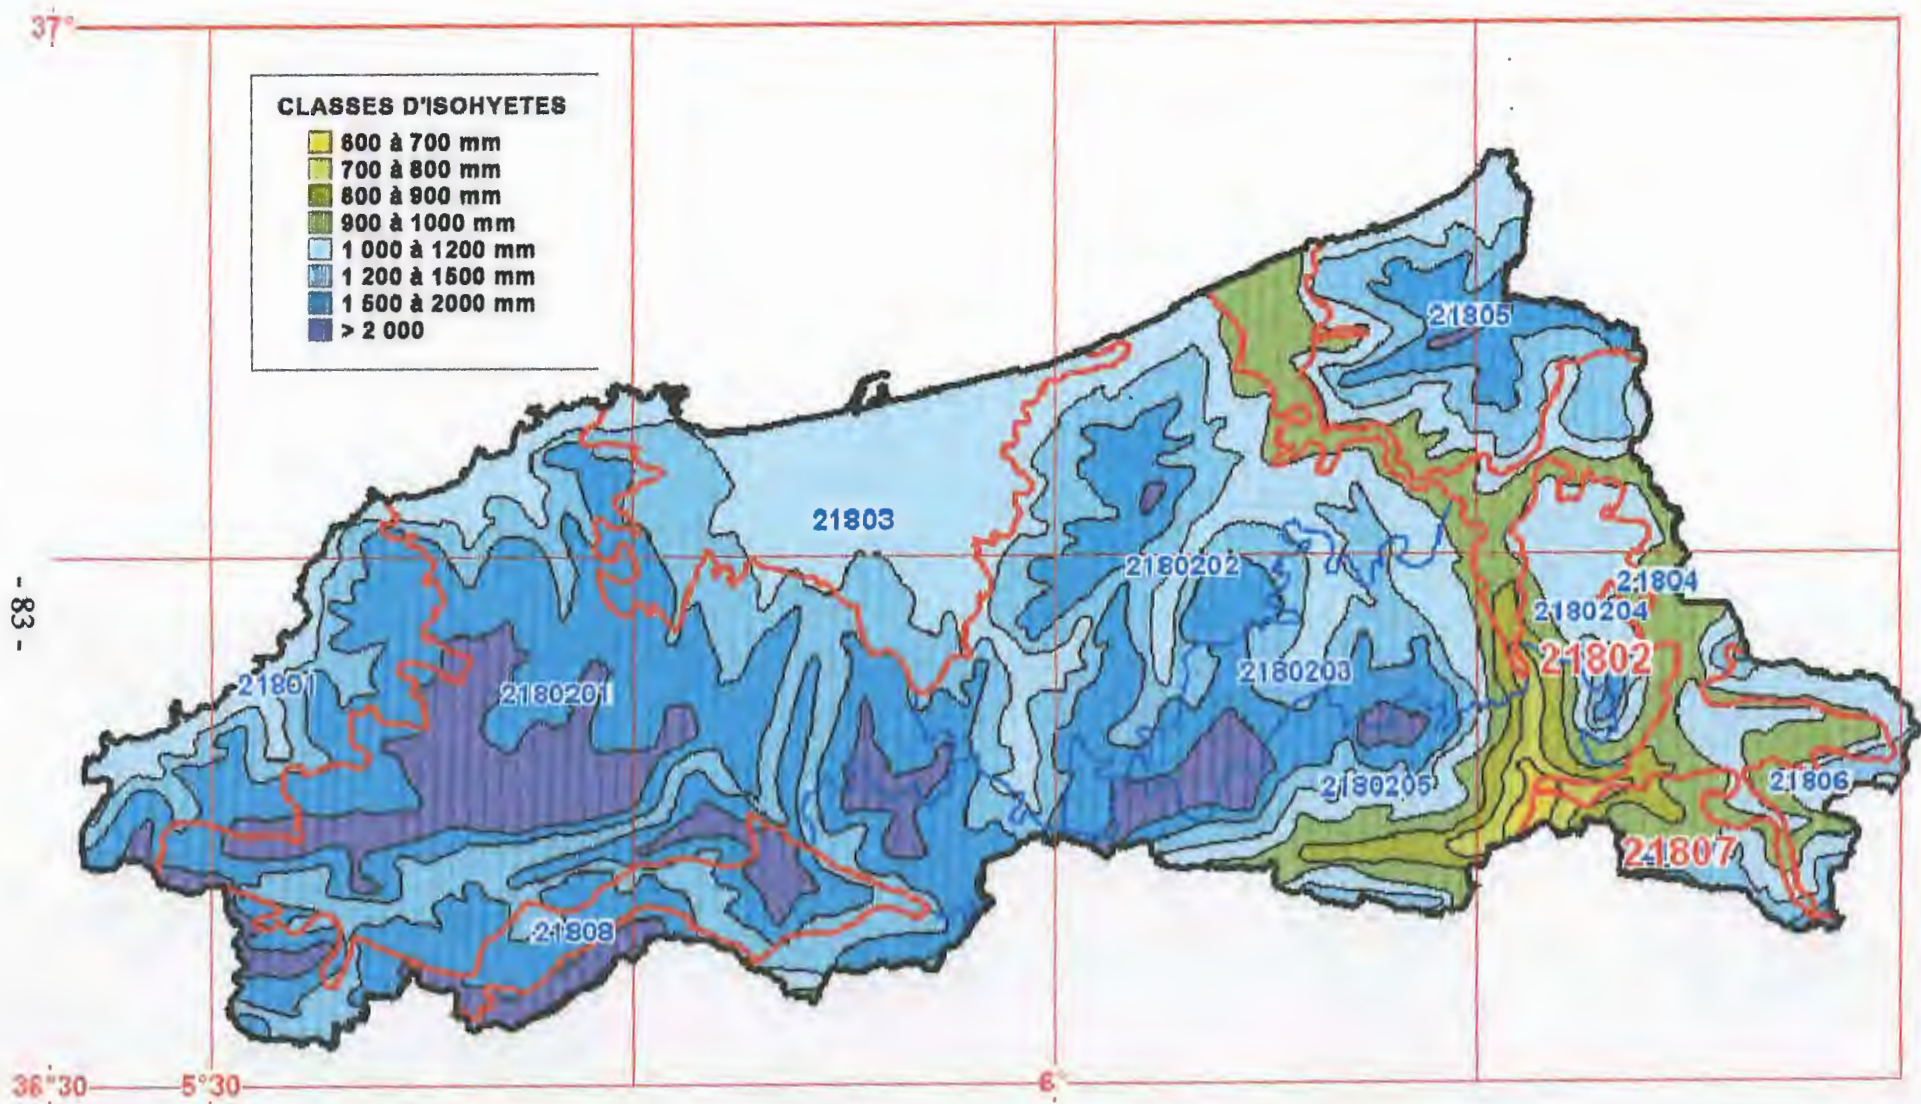 37°
CLASSES D'ISOHYETES
600 à 700 mm
700 à 800 mm
800 à 900 mm
900 à 1000 mm
1 000 à 1200 mm
1 200 à 1500 mm
1 500 à 2000 mm
> 2 000
21805
21803
2180202
21804
2180204
21802
2180203
21801
2180201
2180205
21806
21807
21808
- 83 -
36°30
5°30
6°